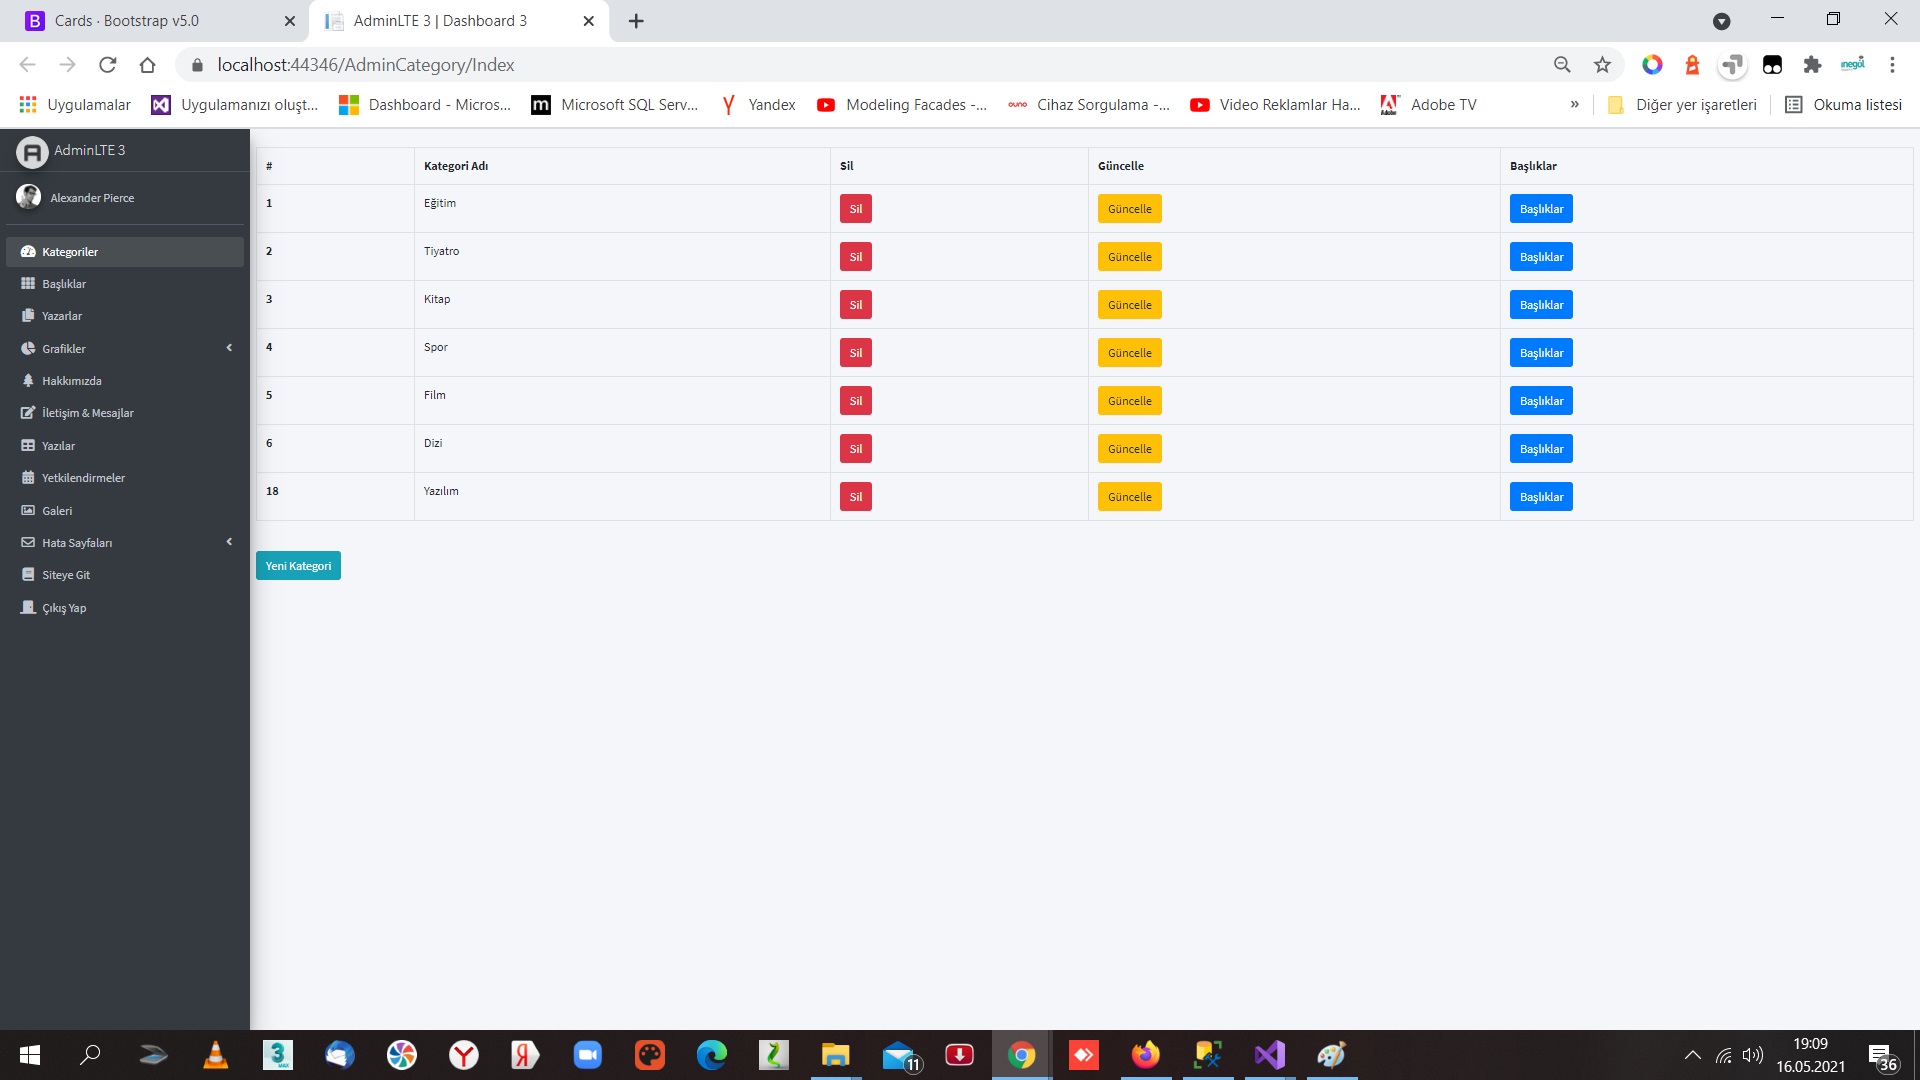 Cards · Bootstrap v5.0
AdminLTE 3 | Dashboard 3
localhost:44346/AdminCategory/Index
inegöl
Uygulamalar
Uygulamanızı oluşt...
Dashboard - Micros...
Microsoft SQL Serv...
Yandex
Modeling Facades -...
Cihaz Sorgulama -...
Video Reklamlar Ha...
Adobe TV
»
Diğer yer işaretleri
Okuma listesi
AdminLTE 3
Alexander Pierce
Kategoriler
Başlıklar
Yazarlar
Grafikler
Hakkımızda
İletişim & Mesajlar
Yazılar
Yetkilendirmeler
Galeri
Hata Sayfaları
Siteye Git
Çıkış Yap
# Kategori Adı Sil Güncelle Başlıklar
1 Eğitim Sil Güncelle Başlıklar
2 Tiyatro Sil Güncelle Başlıklar
3 Kitap Sil Güncelle Başlıklar
4 Spor Sil Güncelle Başlıklar
5 Film Sil Güncelle Başlıklar
6 Dizi Sil Güncelle Başlıklar
18 Yazılım Sil Güncelle Başlıklar
Yeni Kategori
11
19:09
16.05.2021
36